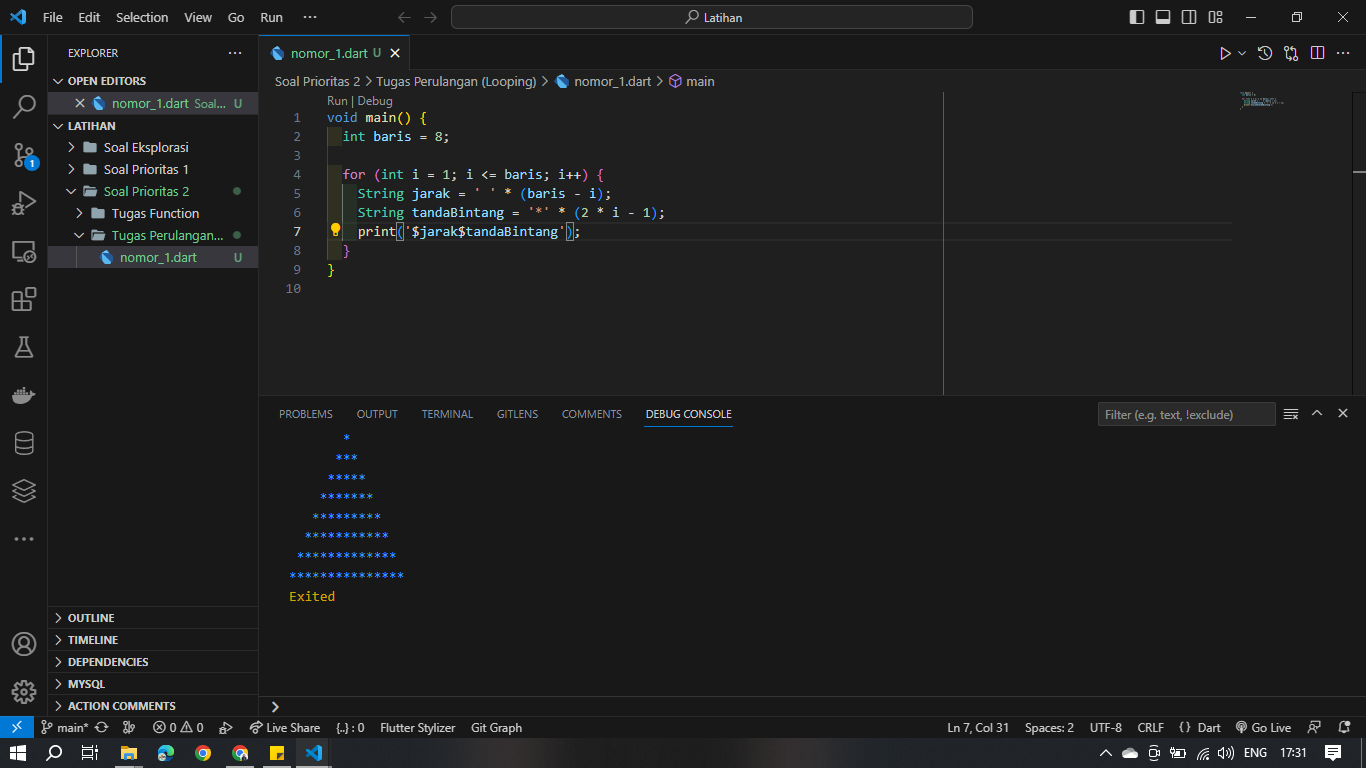 File Edit Selection View Go Run ···
Latihan
EXPLORER ···
OPEN EDITORS
nomor_1.dart Soal... U
LATIHAN
Soal Eksplorasi
Soal Prioritas 1
Soal Prioritas 2
Tugas Function
Tugas Perulangan...
nomor_1.dart U
OUTLINE
TIMELINE
DEPENDENCIES
MYSQL
ACTION COMMENTS
1
nomor_1.dart U
Soal Prioritas 2 > Tugas Perulangan (Looping) > nomor_1.dart > main
Run | Debug
1 void main() {
2   int baris = 8;
3
4   for (int i = 1; i <= baris; i++) {
5     String jarak = ' ' * (baris - i);
6     String tandaBintang = '*' * (2 * i - 1);
7     print('$jarak$tandaBintang');
8   }
9 }
10
PROBLEMS OUTPUT TERMINAL GITLENS COMMENTS DEBUG CONSOLE
Filter (e.g. text, !exclude)
       *
      ***
     *****
    *******
   *********
  ***********
 *************
***************
Exited
main* 0 0 Live Share {..} : 0 Flutter Stylizer Git Graph Ln 7, Col 31 Spaces: 2 UTF-8 CRLF {} Dart Go Live
ENG 17:31